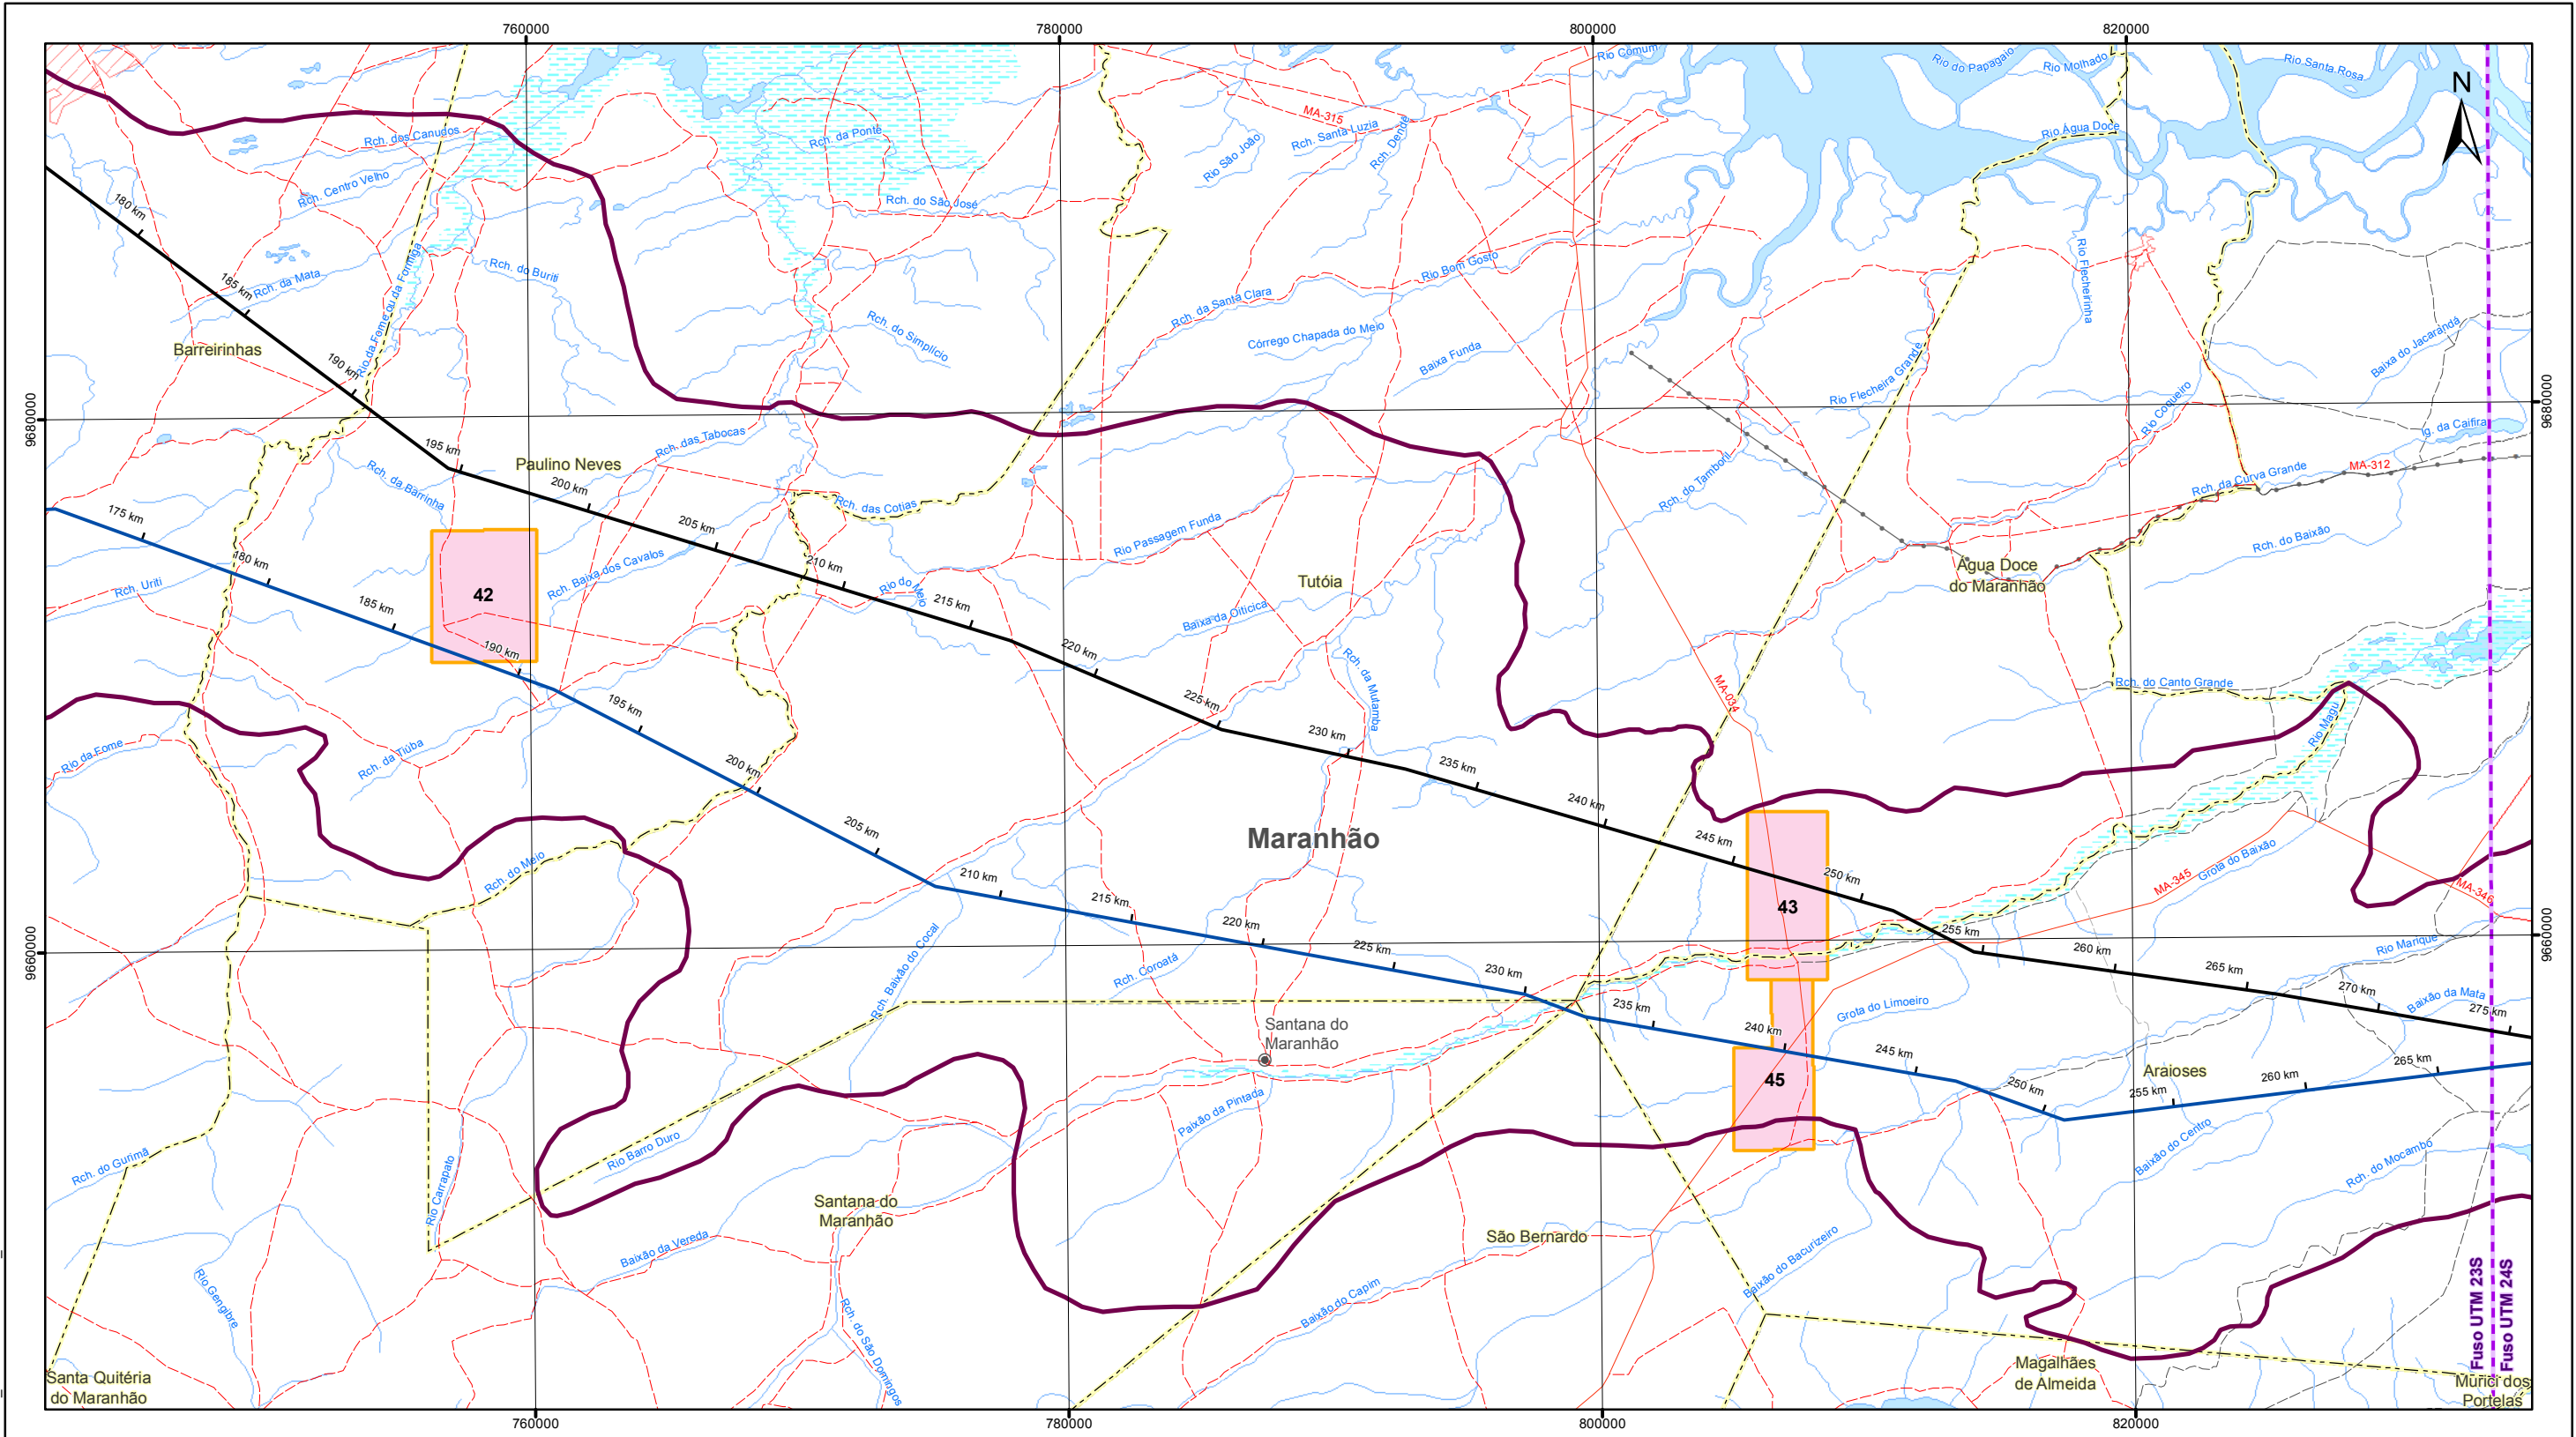 760000
780000
800000
820000
Rio Comum
Rio do Papagaio
Rio Molhado
Rio Santa Rosa
N
MA-315
Rch. dos Canudos
Rch. da Ponte
Rch. Santa Luzia
Rch. Dendê
Rio São João
Rio Água Doce
Rch. Centro Velho
Rch. do São José
180 km
185 km
Rch. da Mata
Rio da Fome ou da Formiga
Rch. do Buriti
Rio Bom Gosto
Rio Flecheirinha
Rch. da Santa Clara
Rch. do Simplício
Córrego Chapada do Meio
Baixa Funda
Baixa do Jacarandá
Barreirinhas
190 km
Rio Flecheira Grande
Rio Coqueiro
9680000
9680000
Ig. da Caifira
195 km
Rch. das Tabocas
Paulino Neves
Rch. da Barrinha
200 km
Rch. das Cotias
Rch. do Tamboril
Rch. da Curva Grande
MA-312
175 km
205 km
Rio Passagem Funda
Rch. do Baixão
180 km
210 km
Rch. Baixa dos Cavalos
Rio do Meio
Rch. Uriti
42
Tutóia
Água Doce
do Maranhão
185 km
215 km
Baixa da Oiticica
190 km
220 km
Rch. da Mutamba
Rch. do Canto Grande
MA-034
195 km
225 km
Rio Magu
230 km
Rio da Fome
Rch. da Tiúba
235 km
200 km
240 km
205 km
Maranhão
245 km
Rch. do Meio
210 km
250 km
Grota do Baixão
MA-345
MA-346
215 km
43
220 km
Rch. Baixão do Cocal
255 km
9660000
9660000
225 km
260 km
Rio Marique
Rch. Coroatá
230 km
265 km
235 km
270 km
Baixão da Mata
Grota do Limoeiro
275 km
Santana do
Maranhão
240 km
245 km
265 km
45
Araioses
250 km
260 km
255 km
Paixão da Pintada
Rio Barro Duro
Rch. do Gurimã
Baixão do Centro
Rch. do Mocambo
Rio Carrapato
Santana do
Maranhão
Baixão da Vereda
São Bernardo
Baixão do Bacurizeiro
Rio Gengibre
Baixão do Capim
Rch. do São Domingos
Fuso UTM 23S
Fuso UTM 24S
Santa Quitéria
do Maranhão
Magalhães
de Almeida
Murici dos
Portelas
760000
780000
800000
820000